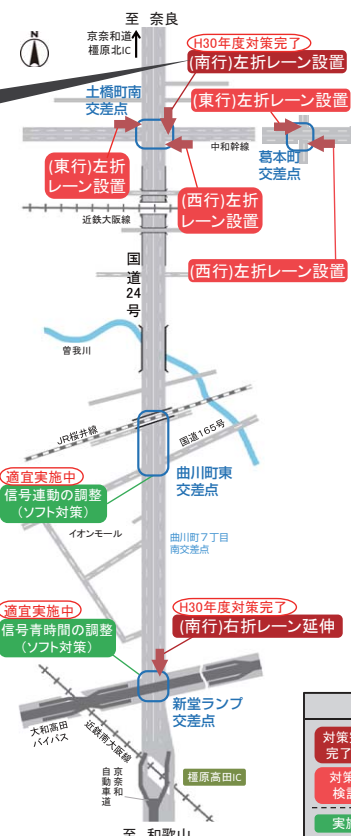 至 奈良
N
京奈和道
橿原北IC
H30年度対策完了
(南行)左折レーン設置
土橋町南
交差点
(東行)左折レーン設置
中和幹線
葛本町
交差点
(東行)左折
レーン設置
(西行)左折
レーン設置
近鉄大阪線
(西行)左折レーン設置
国道24号
曽我川
JR桜井線
国道165号
適宜実施中
信号連動の調整
(ソフト対策)
曲川町東
交差点
イオンモール
曲川町7丁目
南交差点
適宜実施中
信号青時間の調整
(ソフト対策)
H30年度対策完了
(南行)右折レーン延伸
新堂ランプ
交差点
大和高田
バイパス
近鉄南大阪線
京奈和
自動車道
橿原高田IC
至 和歌山
対策
完了
対策
検
実施